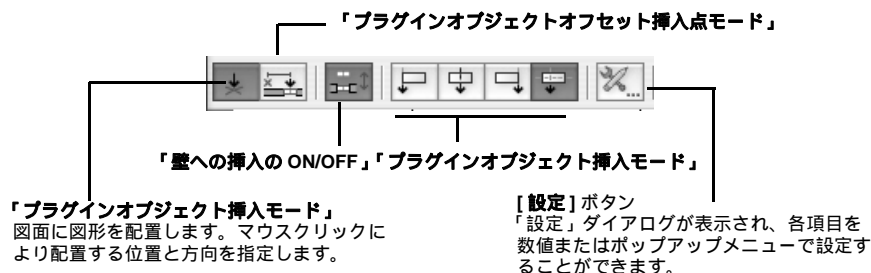 「プラグインオブジェクトオフセット挿入点モード」
「壁への挿入の ON/OFF」「プラグインオブジェクト挿入モード」
「プラグインオブジェクト挿入モード」
図面に図形を配置します。マウスクリックに
より配置する位置と方向を指定します。
[ 設定 ] ボタン
「設定」ダイアログが表示され、各項目を
数値またはポップアップメニューで設定す
ることができます。